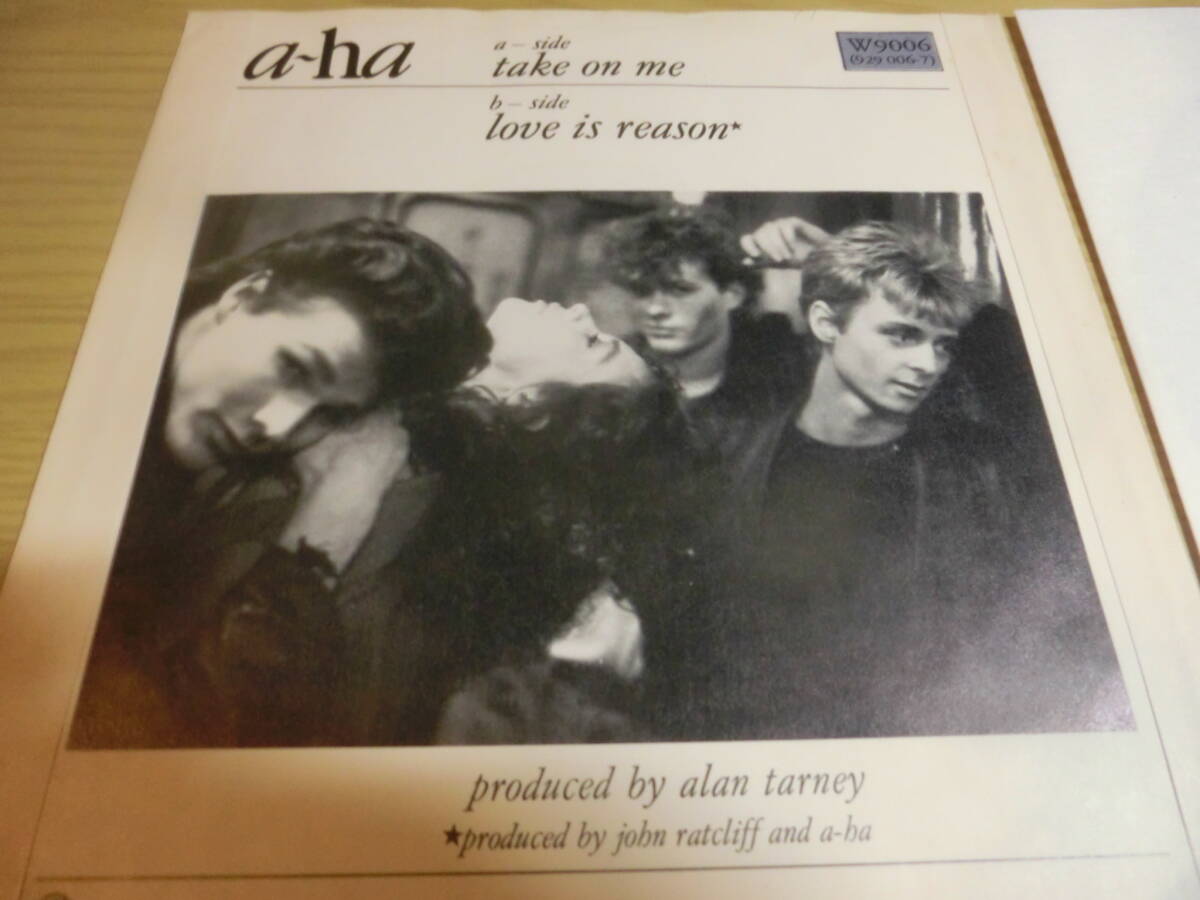 a-ha
a – side
take on me
W9006
(929 006-7)
b – side
love is reason★
produced by alan tarney
★produced by john ratcliff and a-ha